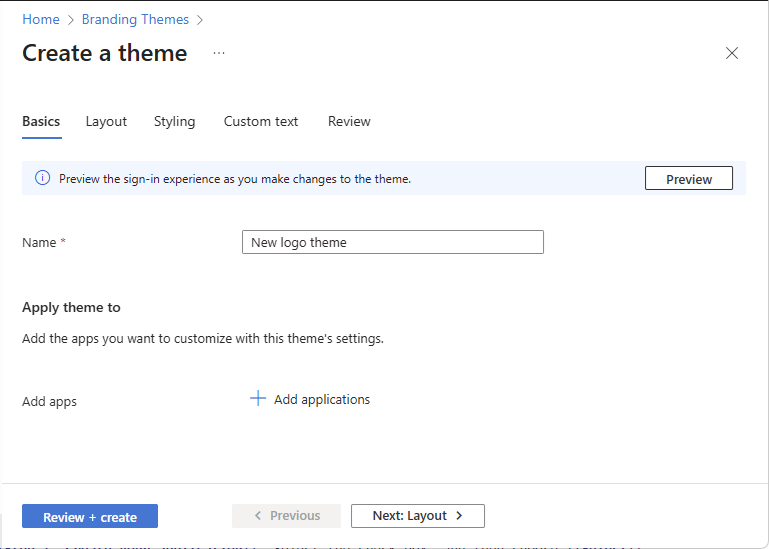 Home > Branding Themes >
Create a theme ...
Basics Layout Styling Custom text Review
Preview the sign-in experience as you make changes to the theme. Preview
Name * New logo theme
Apply theme to
Add the apps you want to customize with this theme's settings.
Add apps + Add applications
Review + create < Previous Next: Layout >